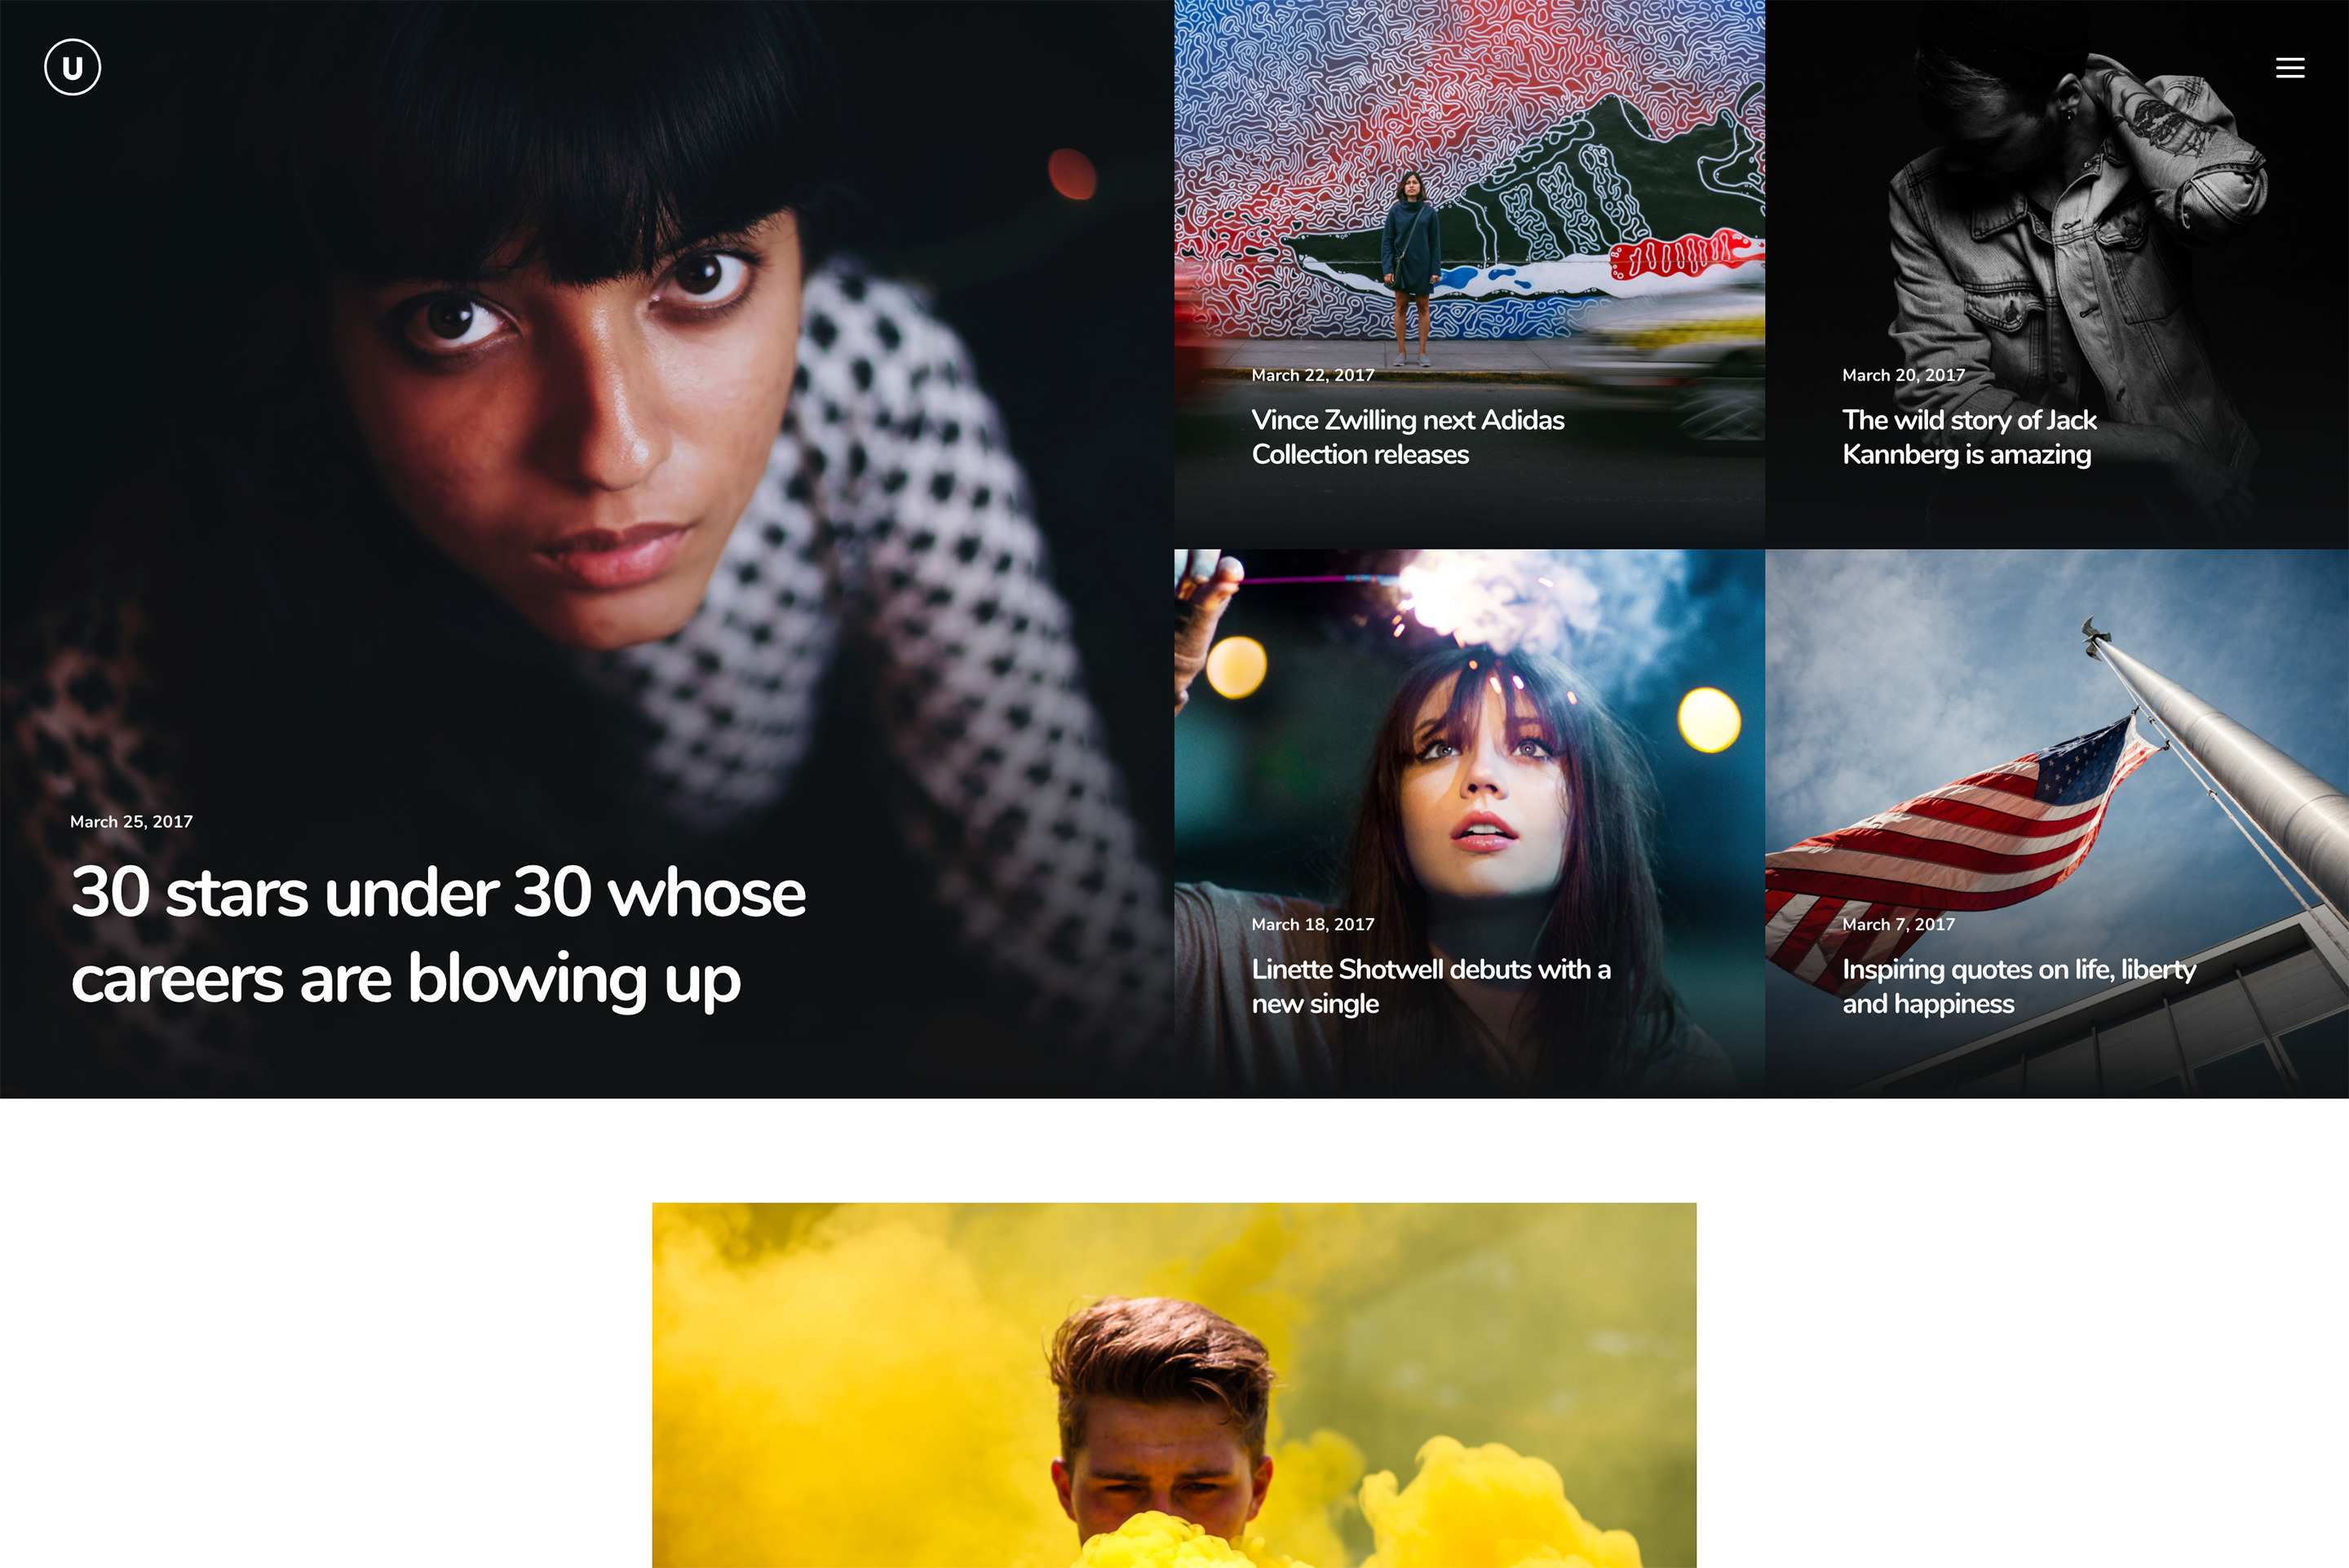 U
March 25, 2017
30 stars under 30 whose
careers are blowing up
March 22, 2017
Vince Zwilling next Adidas
Collection releases
March 20, 2017
The wild story of Jack
Kannberg is amazing
March 18, 2017
Linette Shotwell debuts with a
new single
March 7, 2017
Inspiring quotes on life, liberty
and happiness